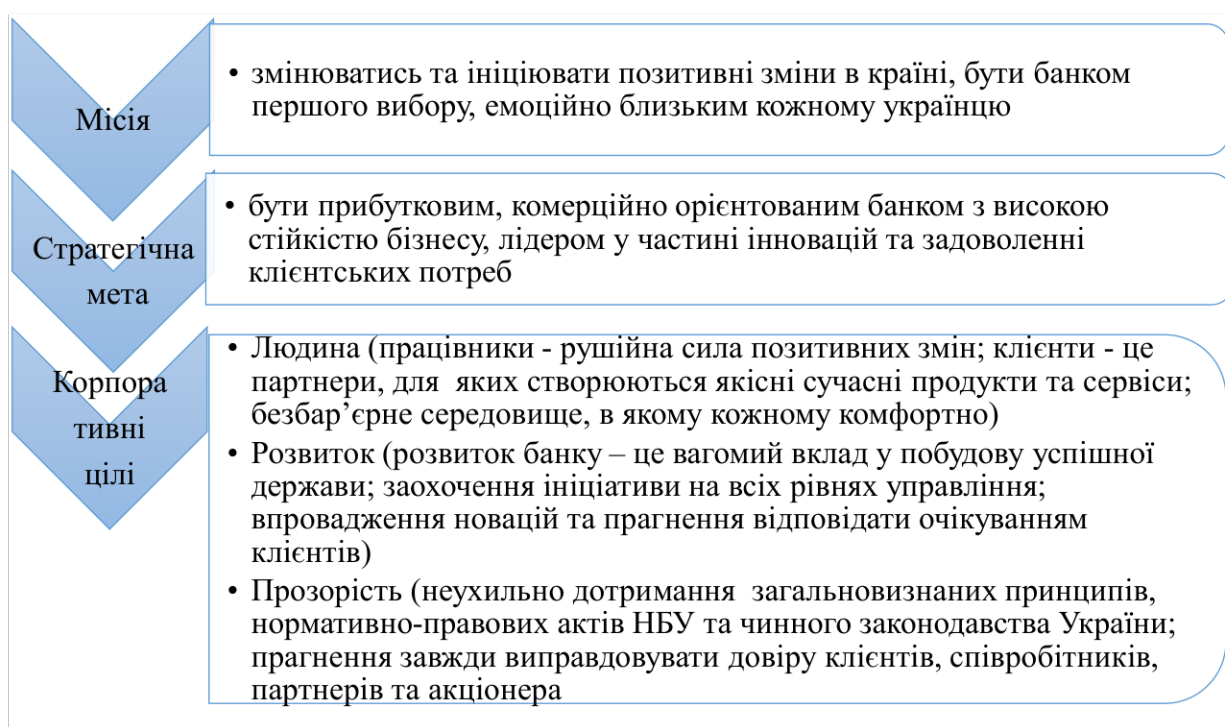 Місія
• змінюватись та ініціювати позитивні зміни в країні, бути банком
першого вибору, емоційно близьким кожному українцю
Стратегічна
мета
• бути прибутковим, комерційно орієнтованим банком з високою
стійкістю бізнесу, лідером у частині інновацій та задоволенні
клієнтських потреб
Корпора
тивні
цілі
• Людина (працівники - рушійна сила позитивних змін; клієнти - це
партнери, для яких створюються якісні сучасні продукти та сервіси;
безбар’єрне середовище, в якому кожному комфортно)
• Розвиток (розвиток банку – це вагомий вклад у побудову успішної
держави; заохочення ініціативи на всіх рівнях управління;
впровадження новацій та прагнення відповідати очікуванням
клієнтів)
• Прозорість (неухильно дотримання загальновизнаних принципів,
нормативно-правових актів НБУ та чинного законодавства України;
прагнення завжди виправдовувати довіру клієнтів, співробітників,
партнерів та акціонера